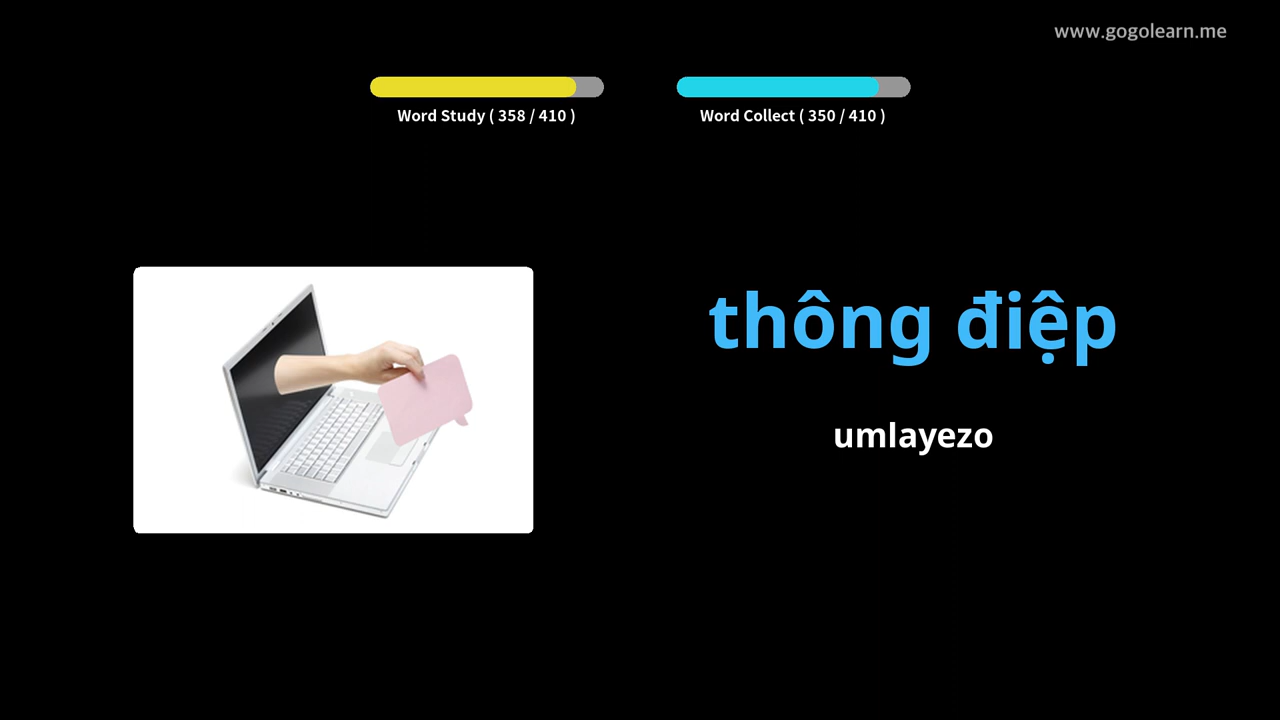 www.gogolearn.me
Word Study ( 358 / 410 )
Word Collect ( 350 / 410 )
thông điệp
umlayezo